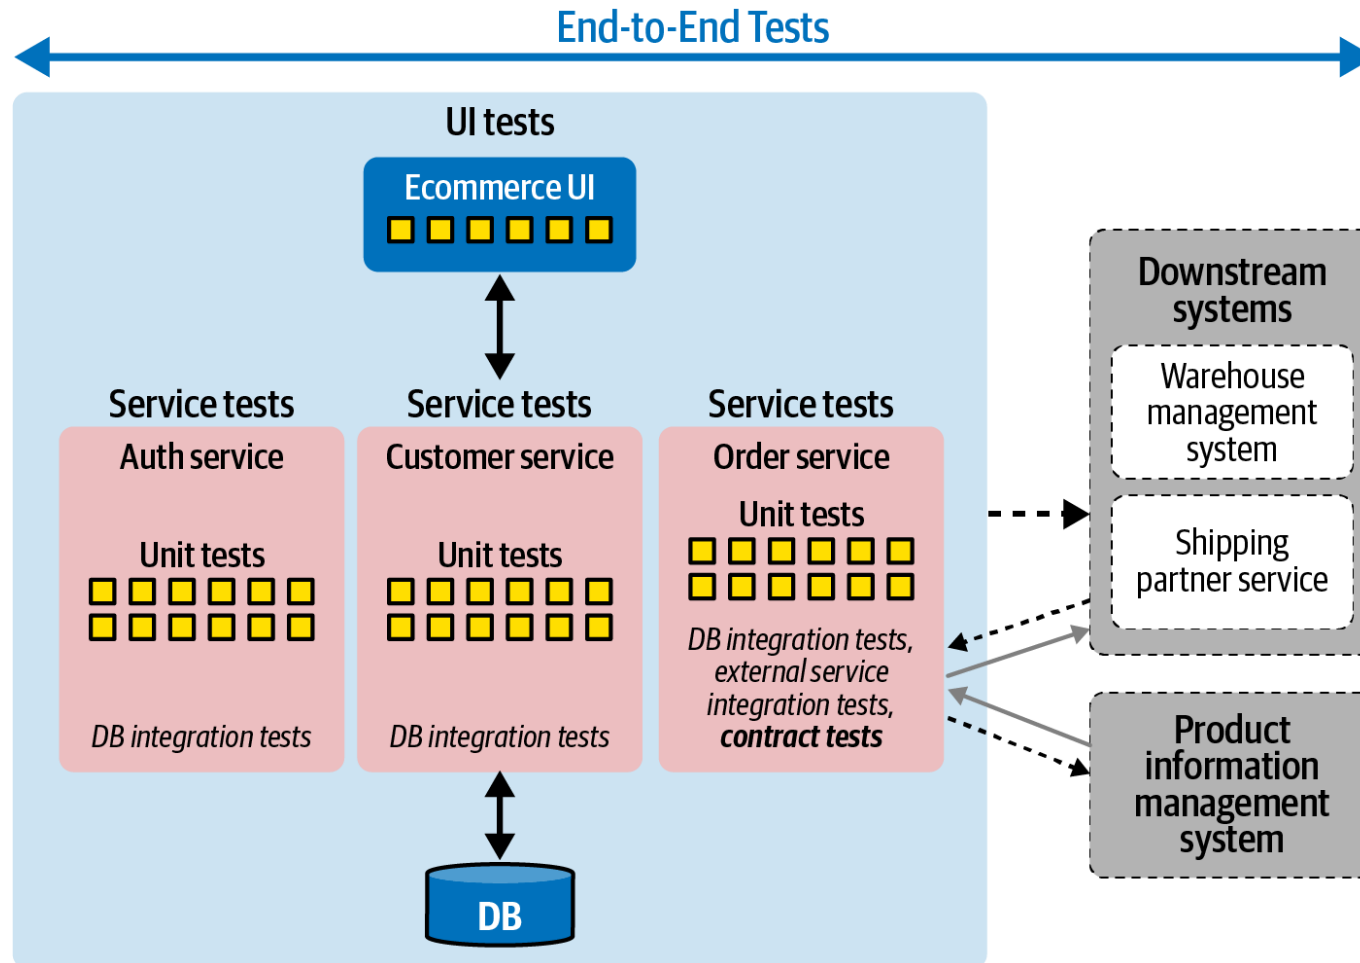 End-to-End Tests
UI tests
Ecommerce UI
Service tests
Auth service
Unit tests
DB integration tests
Service tests
Customer service
Unit tests
DB integration tests
Service tests
Order service
Unit tests
DB integration tests,
external service
integration tests,
contract tests
DB
Downstream
systems
Warehouse
management
system
Shipping
partner service
Product
information
management
system